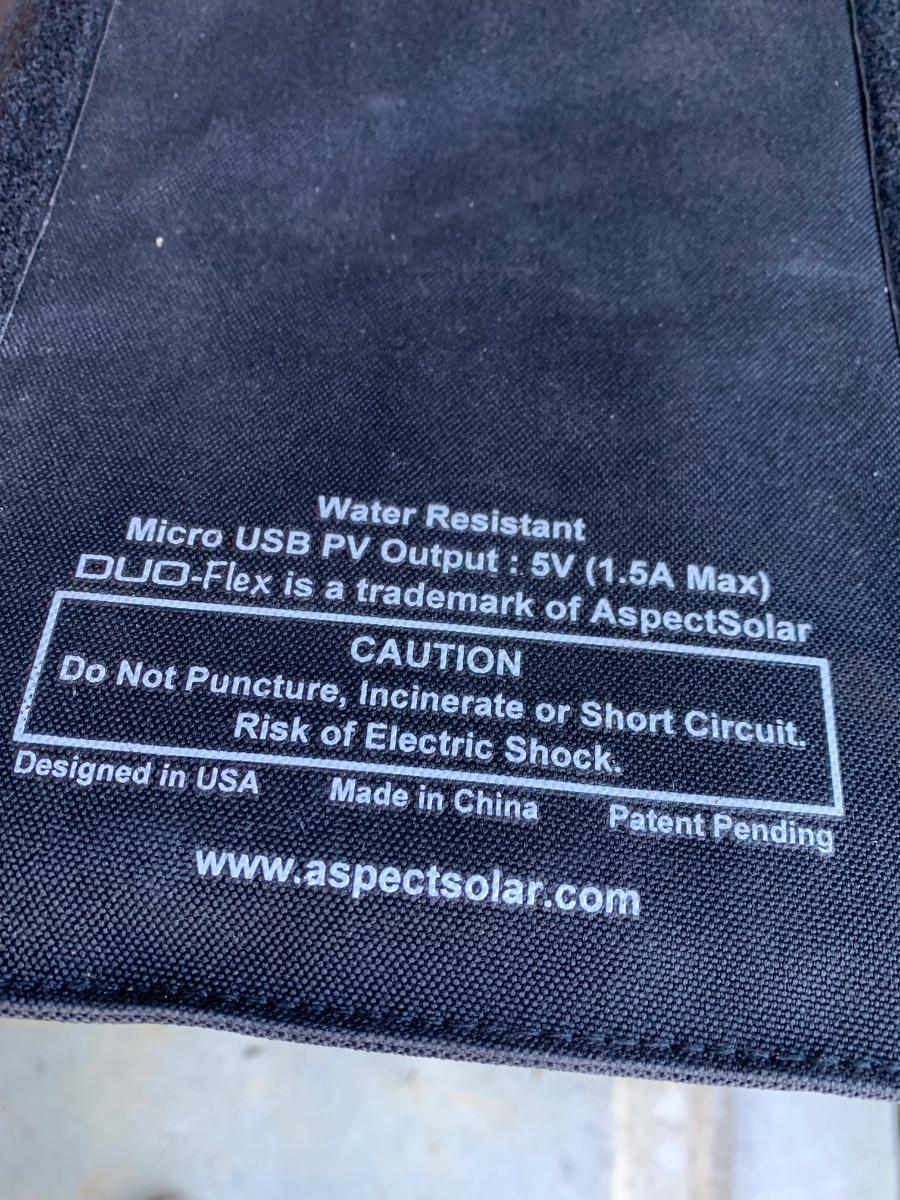 Water Resistant
Micro USB PV Output : 5V (1.5A Max)
DUO-Flex is a trademark of AspectSolar
CAUTION
Do Not Puncture, Incinerate or Short Circuit.
Risk of Electric Shock.
Designed in USA Made in China Patent Pending
www.aspectsolar.com